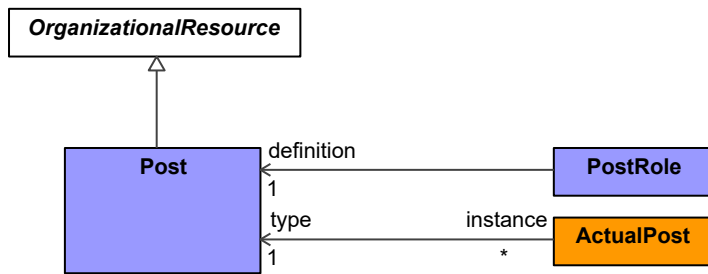 OrganizationalResource
Post
definition
PostRole
1
type
instance
ActualPost
1
*